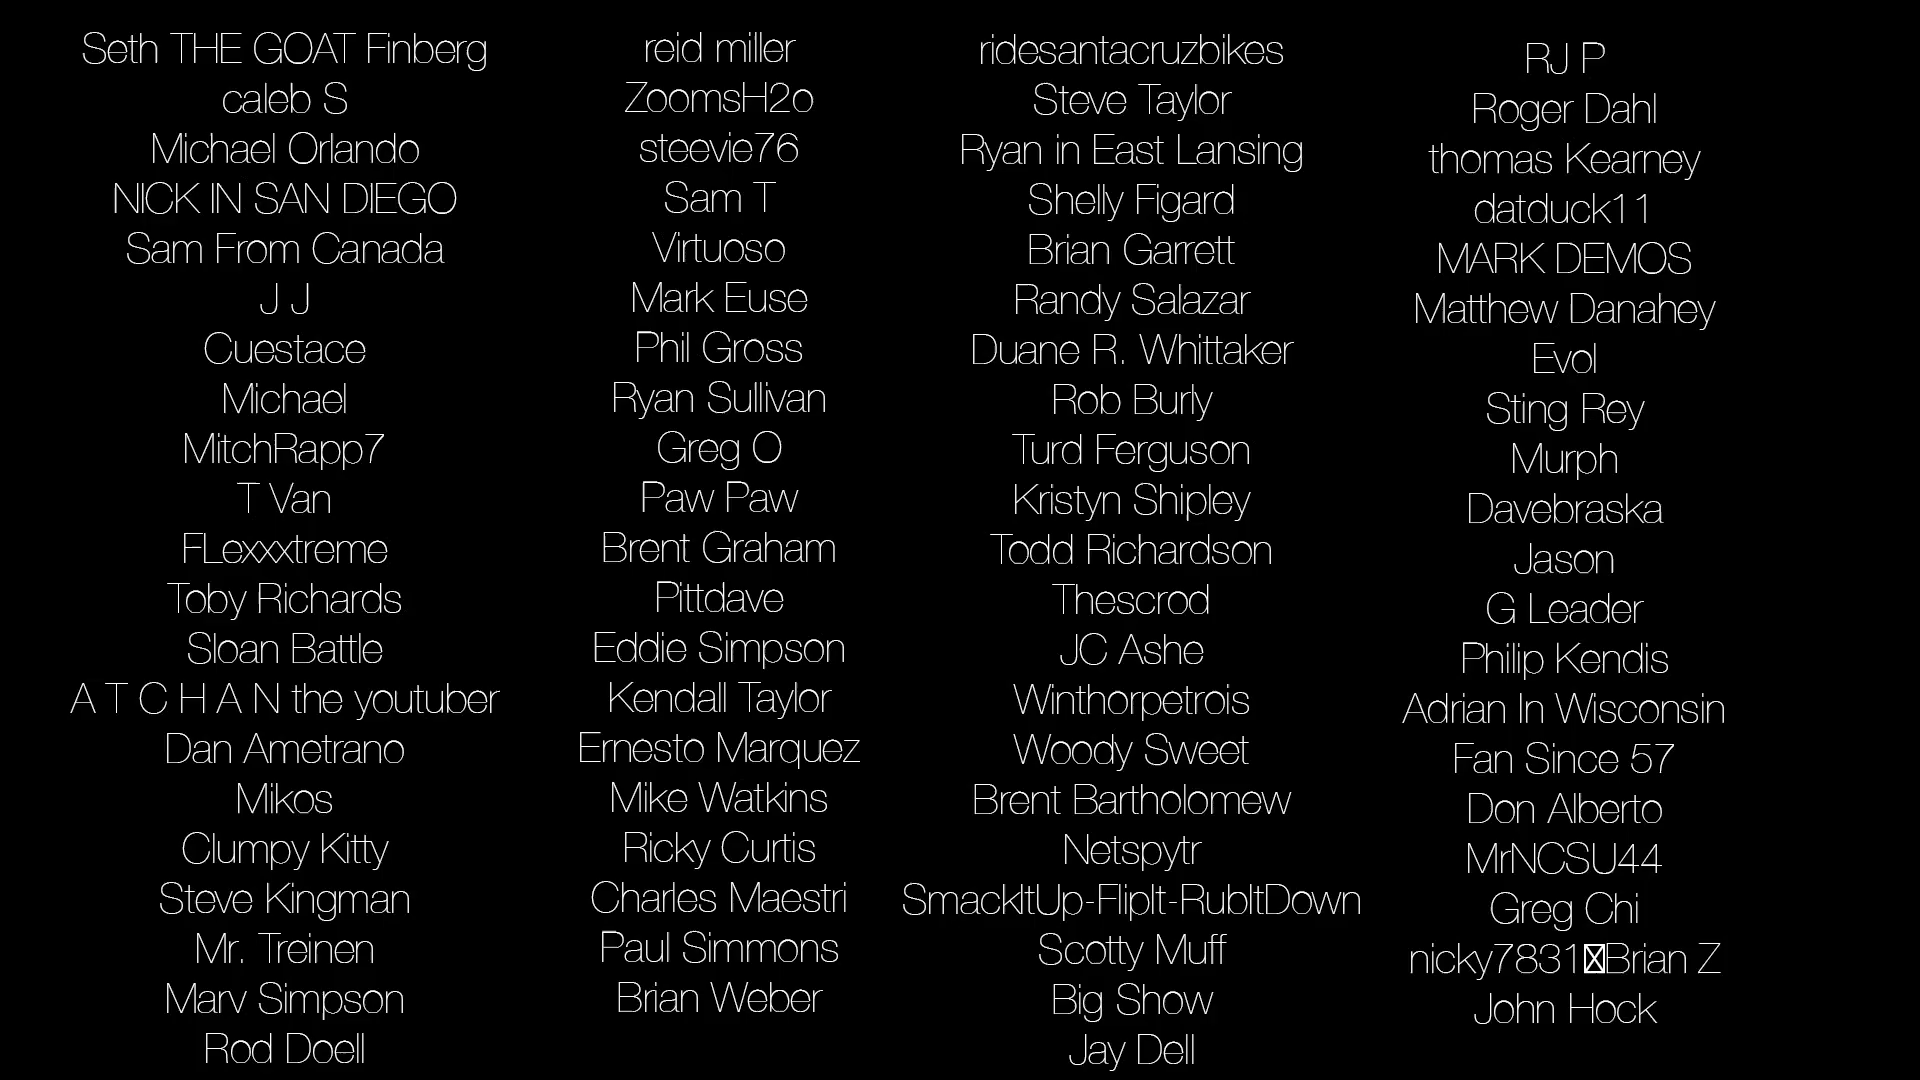 Seth THE GOAT Finberg
caleb S
Michael Orlando
NICK IN SAN DIEGO
Sam From Canada
J J
Cuestace
Michael
MitchRapp7
T Van
FLexxxtreme
Toby Richards
Sloan Battle
A T C H A N the youtuber
Dan Ametrano
Mikos
Clumpy Kitty
Steve Kingman
Mr. Treinen
Marv Simpson
Rod Doell
reid miller
ZoomsH2o
steevie76
Sam T
Virtuoso
Mark Euse
Phil Gross
Ryan Sullivan
Greg O
Paw Paw
Brent Graham
Pittdave
Eddie Simpson
Kendall Taylor
Ernesto Marquez
Mike Watkins
Ricky Curtis
Charles Maestri
Paul Simmons
Brian Weber
ridesantacruzbikes
Steve Taylor
Ryan in East Lansing
Shelly Figard
Brian Garrett
Randy Salazar
Duane R. Whittaker
Rob Burly
Turd Ferguson
Kristyn Shipley
Todd Richardson
Thescrod
JC Ashe
Winthorpetrois
Woody Sweet
Brent Bartholomew
Netspytr
SmackItUp-FlipIt-RubItDown
Scotty Muff
Big Show
Jay Dell
RJ P
Roger Dahl
thomas Kearney
datduck11
MARK DEMOS
Matthew Danahey
Evol
Sting Rey
Murph
Davebraska
Jason
G Leader
Philip Kendis
Adrian In Wisconsin
Fan Since 57
Don Alberto
MrNCSU44
Greg Chi
nicky7831☒Brian Z
John Hock